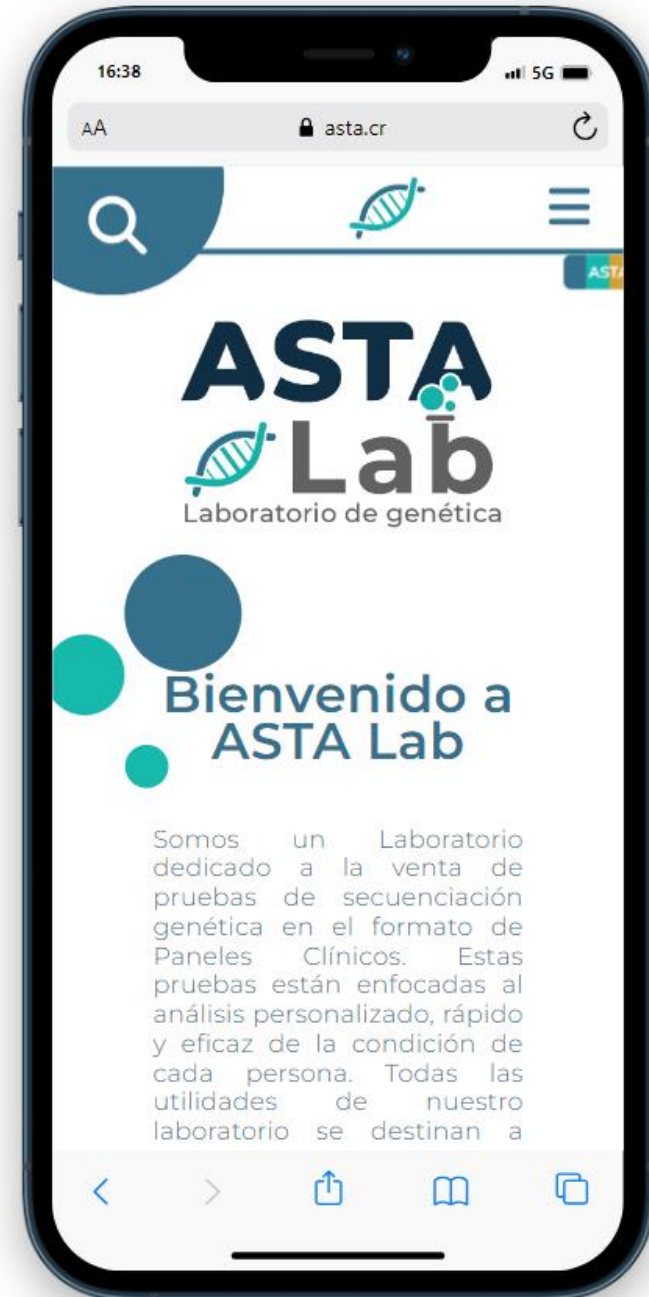 16:38
5G
AA
asta.cr
ASTA
ASTA
Lab
Laboratorio de genética
Bienvenido a
ASTA Lab
Somos un Laboratorio
dedicado a la venta de
pruebas de secuenciación
genética en el formato de
Paneles Clínicos. Estas
pruebas están enfocadas al
análisis personalizado, rápido
y eficaz de la condición de
cada persona. Todas las
utilidades de nuestro
laboratorio se destinan a